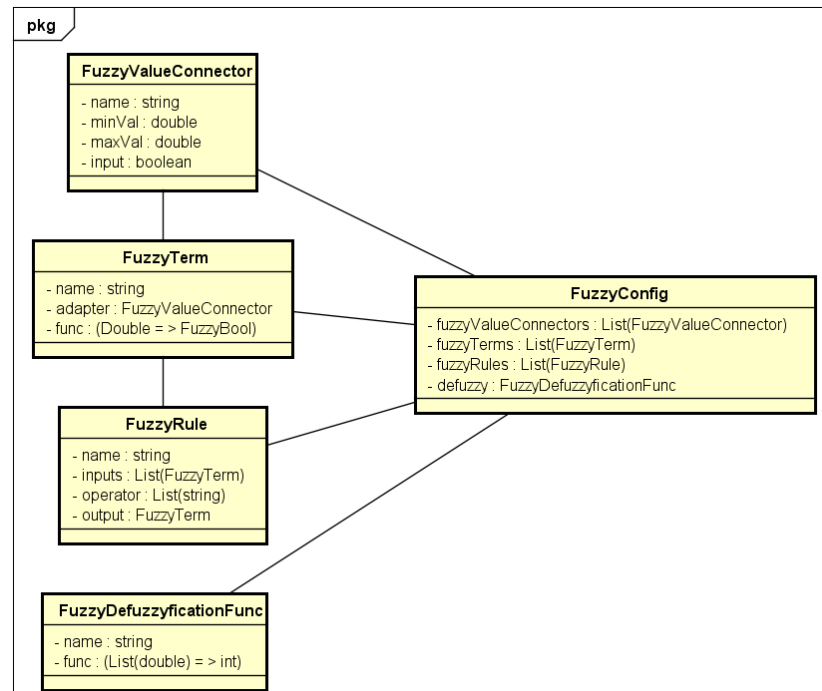 pkg
FuzzyValueConnector
- name : string
- minVal : double
- maxVal : double
- input : boolean
FuzzyTerm
- name : string
- adapter : FuzzyValueConnector
- func : (Double = > FuzzyBool)
FuzzyConfig
- fuzzyValueConnectors : List(FuzzyValueConnector)
- fuzzyTerms : List(FuzzyTerm)
- fuzzyRules : List(FuzzyRule)
- defuzzy : FuzzyDefuzzyficationFunc
FuzzyRule
- name : string
- inputs : List(FuzzyTerm)
- operator : List(string)
- output : FuzzyTerm
FuzzyDefuzzyficationFunc
- name : string
- func : (List(double) = > int)